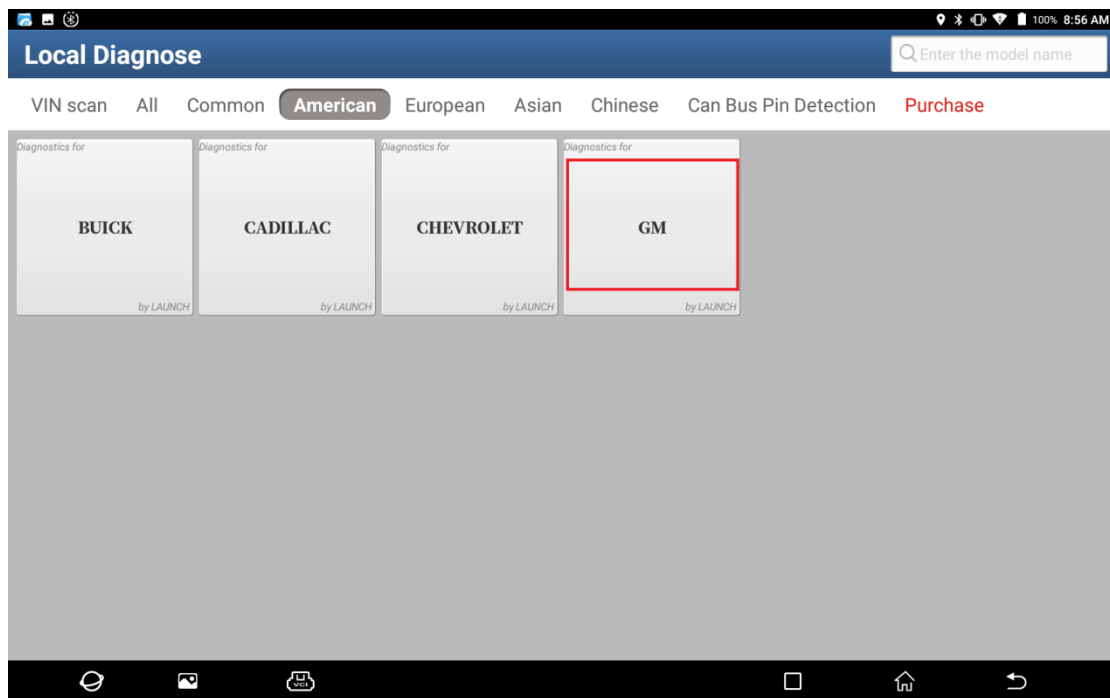 100% 8:56 AM
Local Diagnose
Enter the model name
VIN scan All Common American European Asian Chinese Can Bus Pin Detection Purchase
Diagnostics for
BUICK
by LAUNCH
Diagnostics for
CADILLAC
by LAUNCH
Diagnostics for
CHEVROLET
by LAUNCH
Diagnostics for
GM
by LAUNCH
VCI